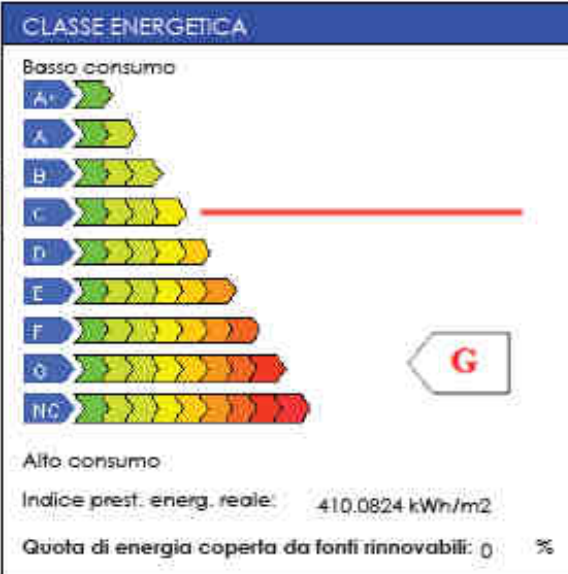 CLASSE ENERGETICA
Basso consumo
A+
A
B
C
D
E
F
G
G
NC
Alto consumo
Indice prest. energ. reale: 410.0824 kWh/m2
Quota di energia coperta da fonti rinnovabili: 0 %